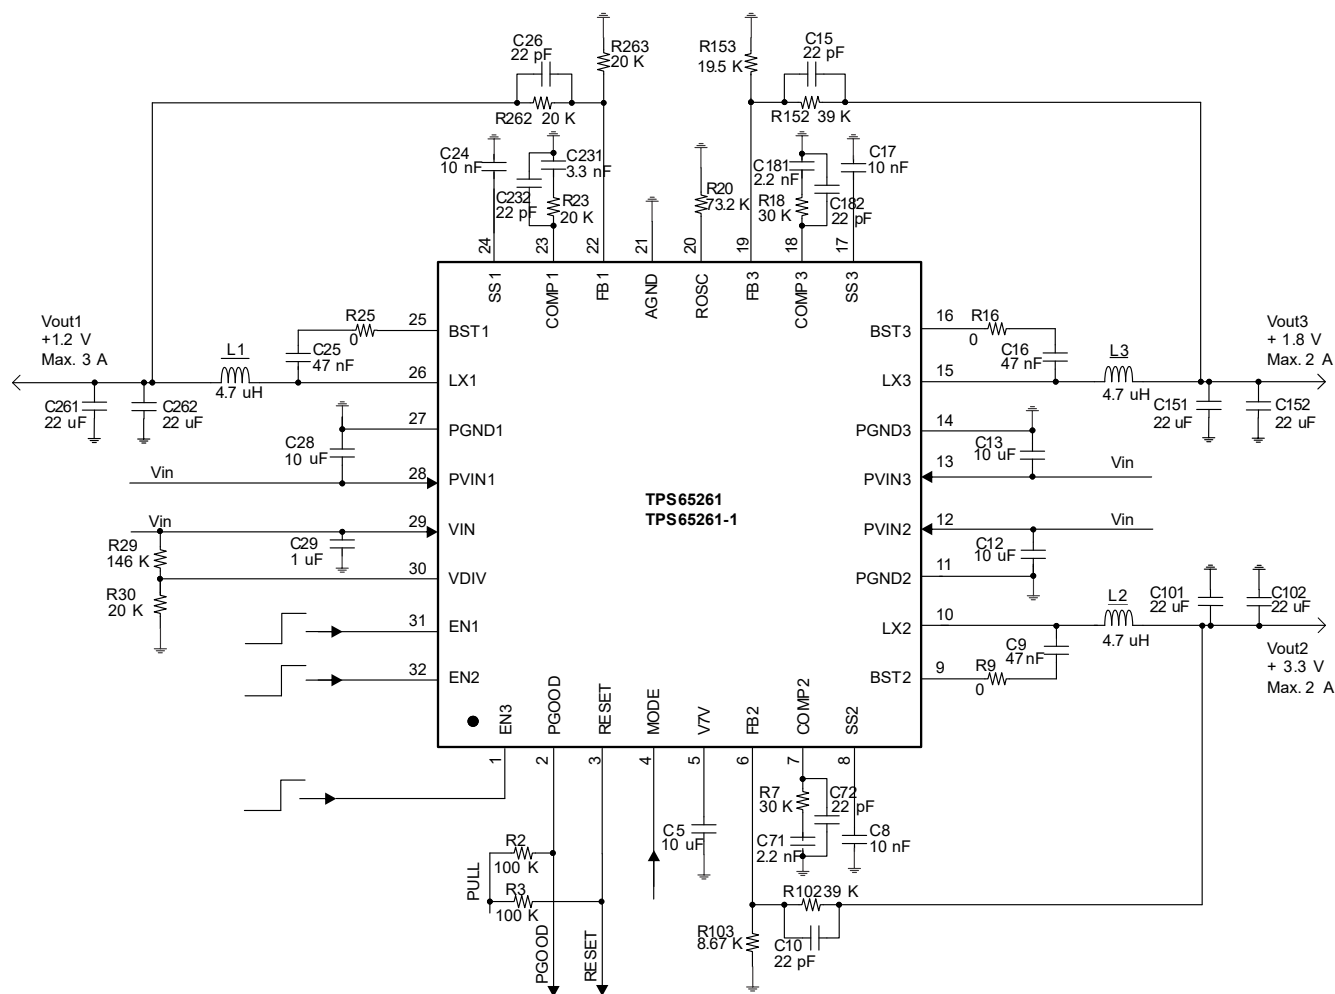 C26
22 pF
R263
20 K
R262 20 K
R153
19.5 K
C15
22 pF
R152 39 K
C24
10 nF
C231
3.3 nF
C232
22 pF
R23
20 K
R20
73.2 K
C181
2.2 nF
R18
30 K
C182
22 pF
C17
10 nF
24
23
22
21
20
19
18
17
SS1
COMP1
FB1
AGND
ROSC
FB3
COMP3
SS3
Vout1
+1.2 V
Max. 3 A
L1
4.7 uH
C261
22 uF
C262
22 uF
R25
0
C25
47 nF
25
BST1
26
LX1
27
PGND1
C28
10 uF
Vin
28
PVIN1
Vin
29
VIN
C29
1 uF
R29
146 K
30
VDIV
R30
20 K
31
EN1
32
EN2
TPS65261
TPS65261-1
16
BST3
R16
0
C16
47 nF
L3
4.7 uH
15
LX3
Vout3
+ 1.8 V
Max. 2 A
C151
22 uF
C152
22 uF
14
PGND3
C13
10 uF
13
PVIN3
Vin
12
PVIN2
Vin
C12
10 uF
11
PGND2
10
LX2
L2
4.7 uH
C101
22 uF
C102
22 uF
C9
47 nF
9
BST2
R9
0
Vout2
+ 3.3 V
Max. 2 A
EN3
PGOOD
RESET
MODE
V7V
FB2
COMP2
SS2
1
2
3
4
5
6
7
8
R2
100 K
R3
100 K
PULL
PGOOD
RESET
C5
10 uF
R7
30 K
C72
22 pF
C71
2.2 nF
C8
10 nF
R102 39 K
R103
8.67 K
C10
22 pF